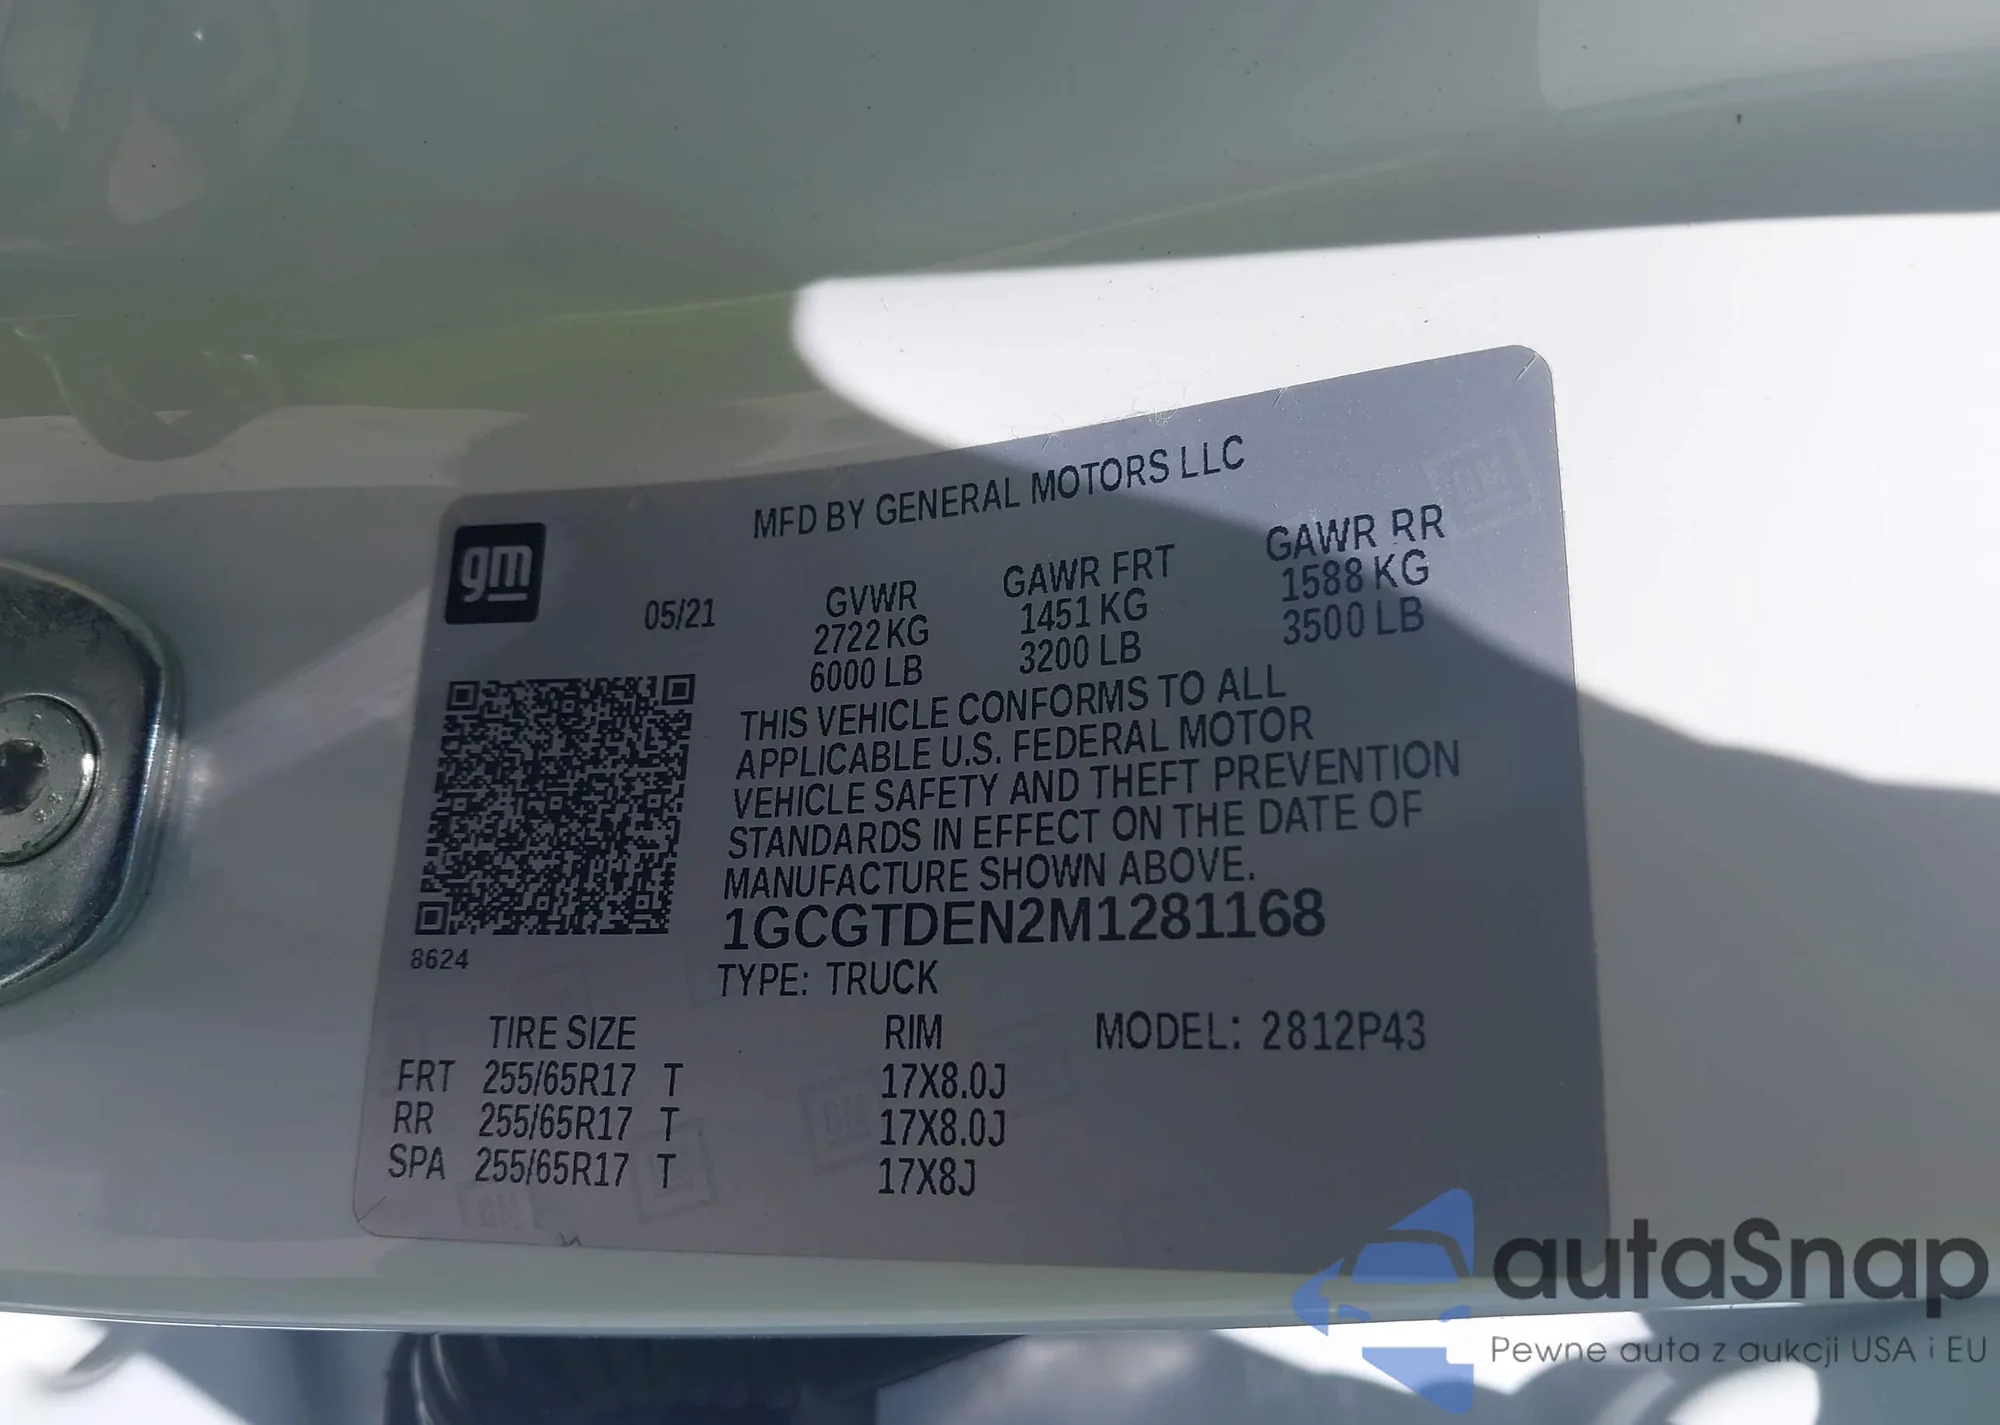 MFD BY GENERAL MOTORS LLC
gm
05/21
GVWR GAWR FRT GAWR RR
2722 KG 1451 KG 1588 KG
6000 LB 3200 LB 3500 LB
THIS VEHICLE CONFORMS TO ALL
APPLICABLE U.S. FEDERAL MOTOR
VEHICLE SAFETY AND THEFT PREVENTION
STANDARDS IN EFFECT ON THE DATE OF
MANUFACTURE SHOWN ABOVE.
1GCGTDEN2M1281168
8624
TYPE: TRUCK
TIRE SIZE RIM MODEL: 2812P43
FRT 255/65R17 T 17X8.0J
RR 255/65R17 T 17X8.0J
SPA 255/65R17 T 17X8J
GM
GM
GM
autaSnap
Pewne auta z aukcji USA i EU